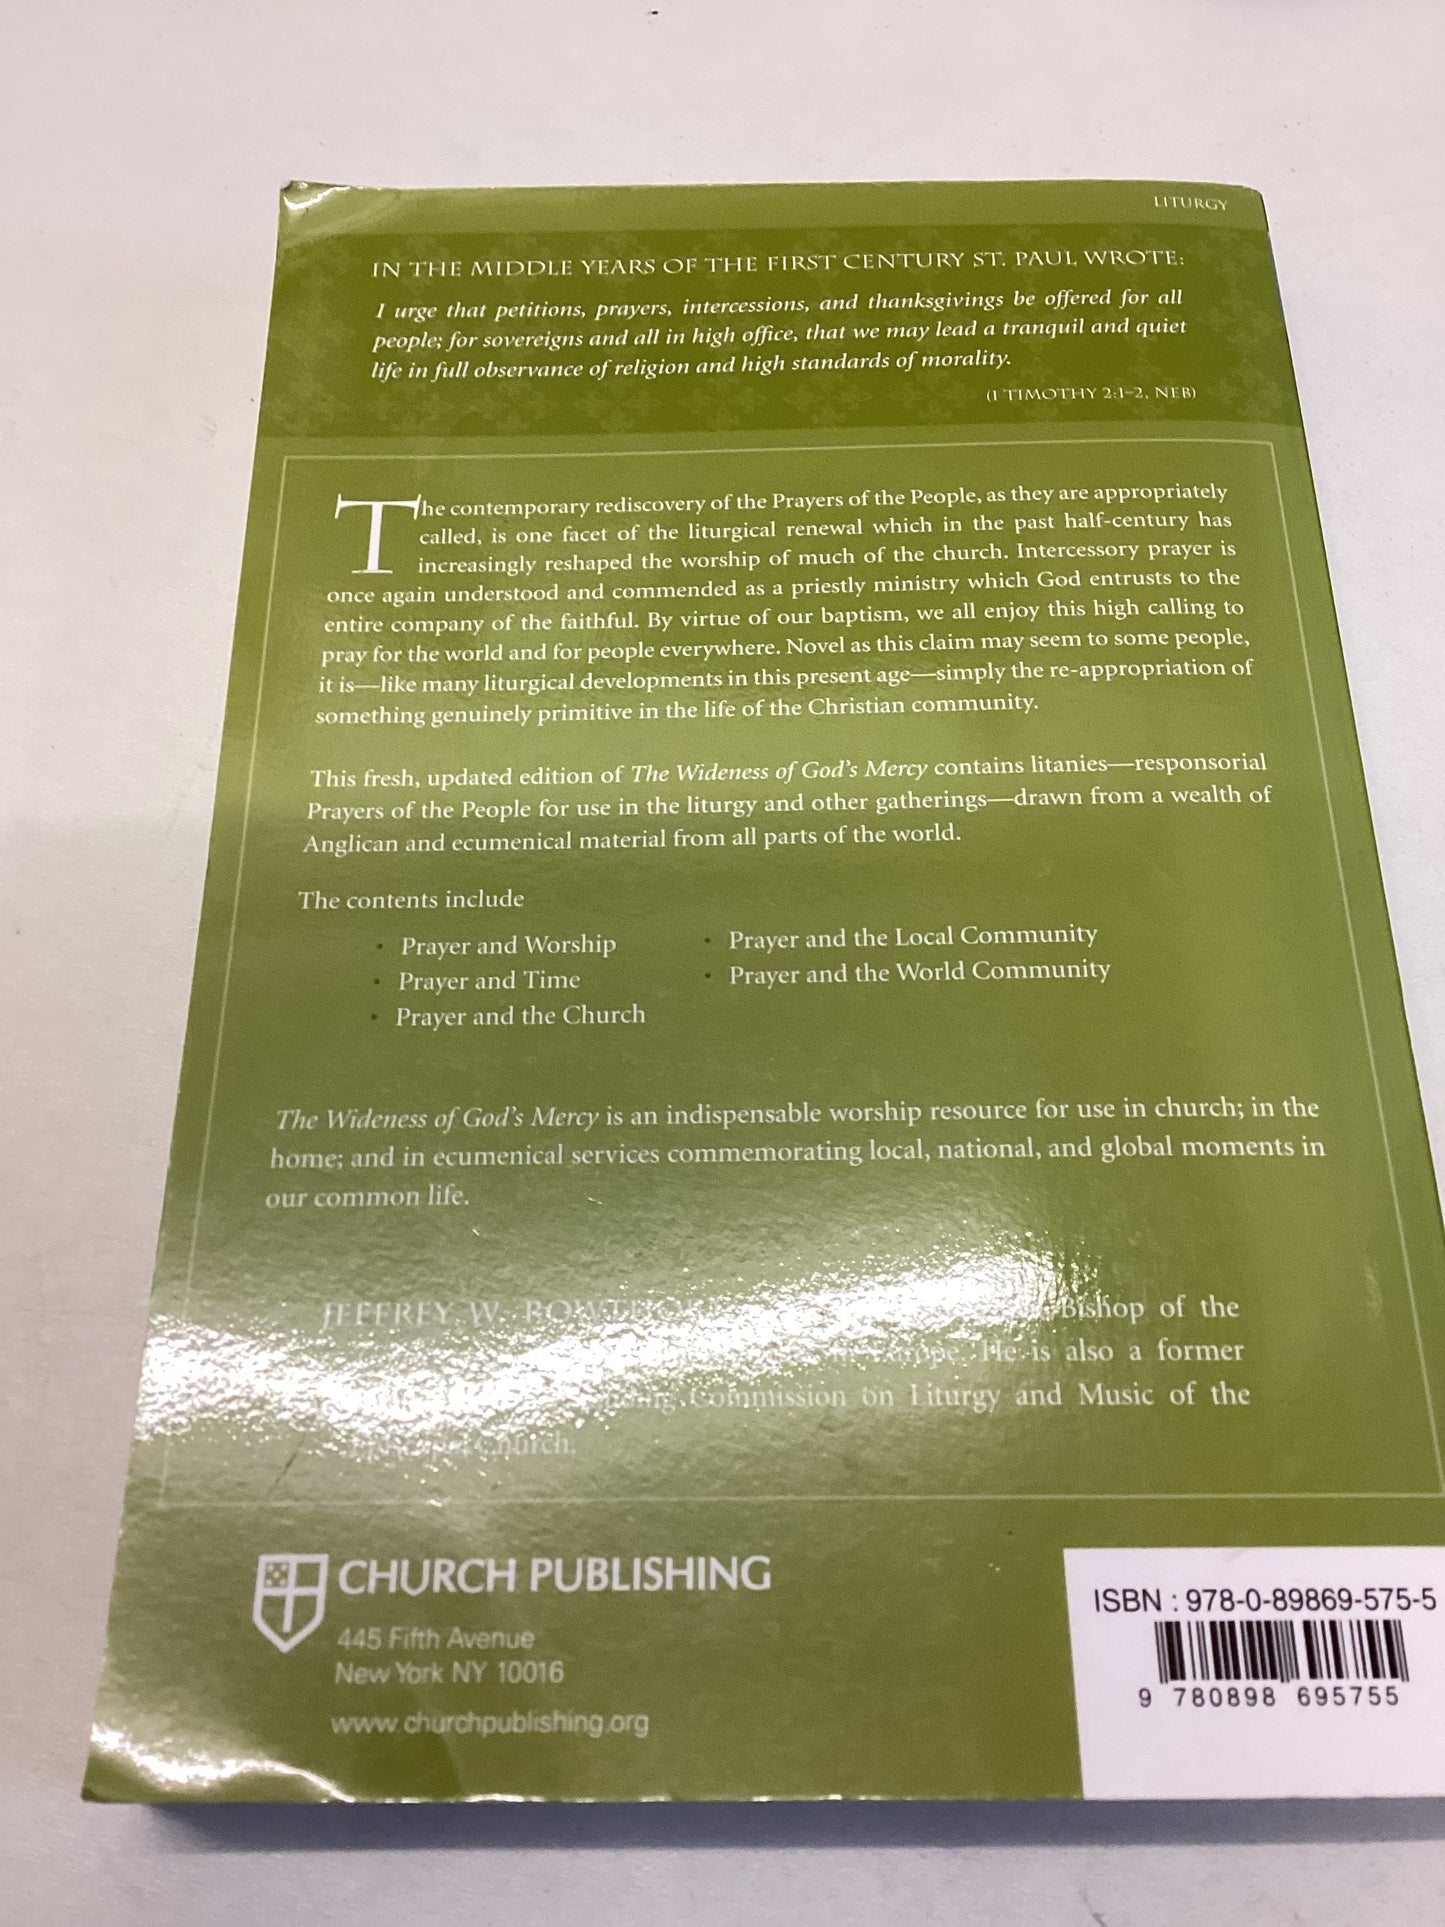 LITURGY
IN THE MIDDLE YEARS OF THE FIRST CENTURY ST. PAUL WROTE:
I urge that petitions, prayers, intercessions, and thanksgivings be offered for all
people; for sovereigns and all in high office, that we may lead a tranquil and quiet
life in full observance of religion and high standards of morality.
(1 TIMOTHY 2:1–2, NEB)
The contemporary rediscovery of the Prayers of the People, as they are appropriately
called, is one facet of the liturgical renewal which in the past half-century has
increasingly reshaped the worship of much of the church. Intercessory prayer is
once again understood and commended as a priestly ministry which God entrusts to the
entire company of the faithful. By virtue of our baptism, we all enjoy this high calling to
pray for the world and for people everywhere. Novel as this claim may seem to some people,
it is—like many liturgical developments in this present age—simply the re-appropriation of
something genuinely primitive in the life of the Christian community.
This fresh, updated edition of The Wideness of God's Mercy contains litanies—responsorial
Prayers of the People for use in the liturgy and other gatherings—drawn from a wealth of
Anglican and ecumenical material from all parts of the world.
The contents include
• Prayer and Worship
• Prayer and Time
• Prayer and the Church
• Prayer and the Local Community
• Prayer and the World Community
The Wideness of God's Mercy is an indispensable worship resource for use in church; in the
home; and in ecumenical services commemorating local, national, and global moments in
our common life.
JEFFREY W. Bishop of the
Europe. He is also a former
Commission on Liturgy and Music of the
Church.
CHURCH PUBLISHING
445 Fifth Avenue
New York NY 10016
www.churchpublishing.org
ISBN : 978-0-89869-575-5
9 780898 695755